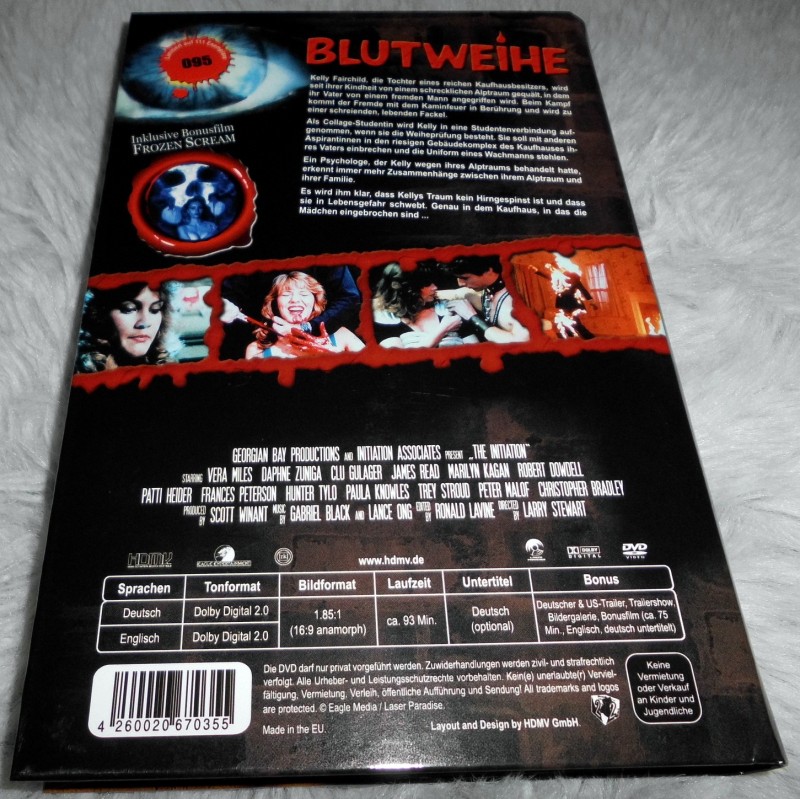 Limitiert auf 111 Exemplare
095
BLUTWEIHE
Kelly Fairchild, die Tochter eines reichen Kaufhausbesitzers, wird
seit ihrer Kindheit von einem schrecklichen Alptraum gequält, in dem
ihr Vater von einem fremden Mann angegriffen wird. Beim Kampf
kommt der Fremde mit dem Kaminfeuer in Berührung und wird zu
einer schreienden, lebenden Fackel.
Als Collage-Studentin wird Kelly in eine Studentenverbindung auf-
genommen, wenn sie die Weiheprüfung besteht. Sie soll mit anderen
Aspirantinnen in den riesigen Gebäudekomplex des Kaufhauses ih-
res Vaters einbrechen und die Uniform eines Wachmanns stehlen.
Ein Psychologe, der Kelly wegen ihres Alptraums behandelt hatte,
erkennt immer mehr Zusammenhänge zwischen ihrem Alptraum und
ihrer Familie.
Es wird ihm klar, dass Kellys Traum kein Hirngespinst ist und dass
sie in Lebensgefahr schwebt. Genau in dem Kaufhaus, in das die
Mädchen eingebrochen sind ...
Inklusive Bonusfilm
FROZEN SCREAM
GEORGIAN BAY PRODUCTIONS AND INITIATION ASSOCIATES PRESENT „THE INITIATION"
STARRING VERA MILES DAPHNE ZUNIGA CLU GULAGER JAMES READ MARILYN KAGAN ROBERT DOWDELL
PATTI HEIDER FRANCES PETERSON HUNTER TYLO PAULA KNOWLES TREY STROUD PETER MALOF CHRISTOPHER BRADLEY
PRODUCED BY SCOTT WINANT MUSIC BY GABRIEL BLACK AND LANCE ONG EDITED BY RONALD LAVINE DIRECTED BY LARRY STEWART
HDMV EAGLE ENTERTAINMENT www.hdmv.de DOLBY DIGITAL DVD VIDEO
Sprachen Tonformat Bildformat Laufzeit Untertitel Bonus
Deutsch Dolby Digital 2.0 1.85:1 (16:9 anamorph) ca. 93 Min. Deutsch (optional) Deutscher & US-Trailer, Trailershow,
Bildergalerie, Bonusfilm (ca. 75
Englisch Dolby Digital 2.0 Min., Englisch, deutsch untertitelt)
Die DVD darf nur privat vorgeführt werden. Zuwiderhandlungen werden zivil- und strafrechtlich
verfolgt. Alle Urheber- und Leistungsschutzrechte vorbehalten. Kein(e) unerlaubte(r) Verviel-
fältigung, Vermietung, Verleih, öffentliche Aufführung und Sendung! All trademarks and logos
are protected. © Eagle Media / Laser Paradise.
Made in the EU.
Layout and Design by HDMV GmbH.
Keine
Vermietung
oder Verkauf
an Kinder und
Jugendliche
4 260020 670355